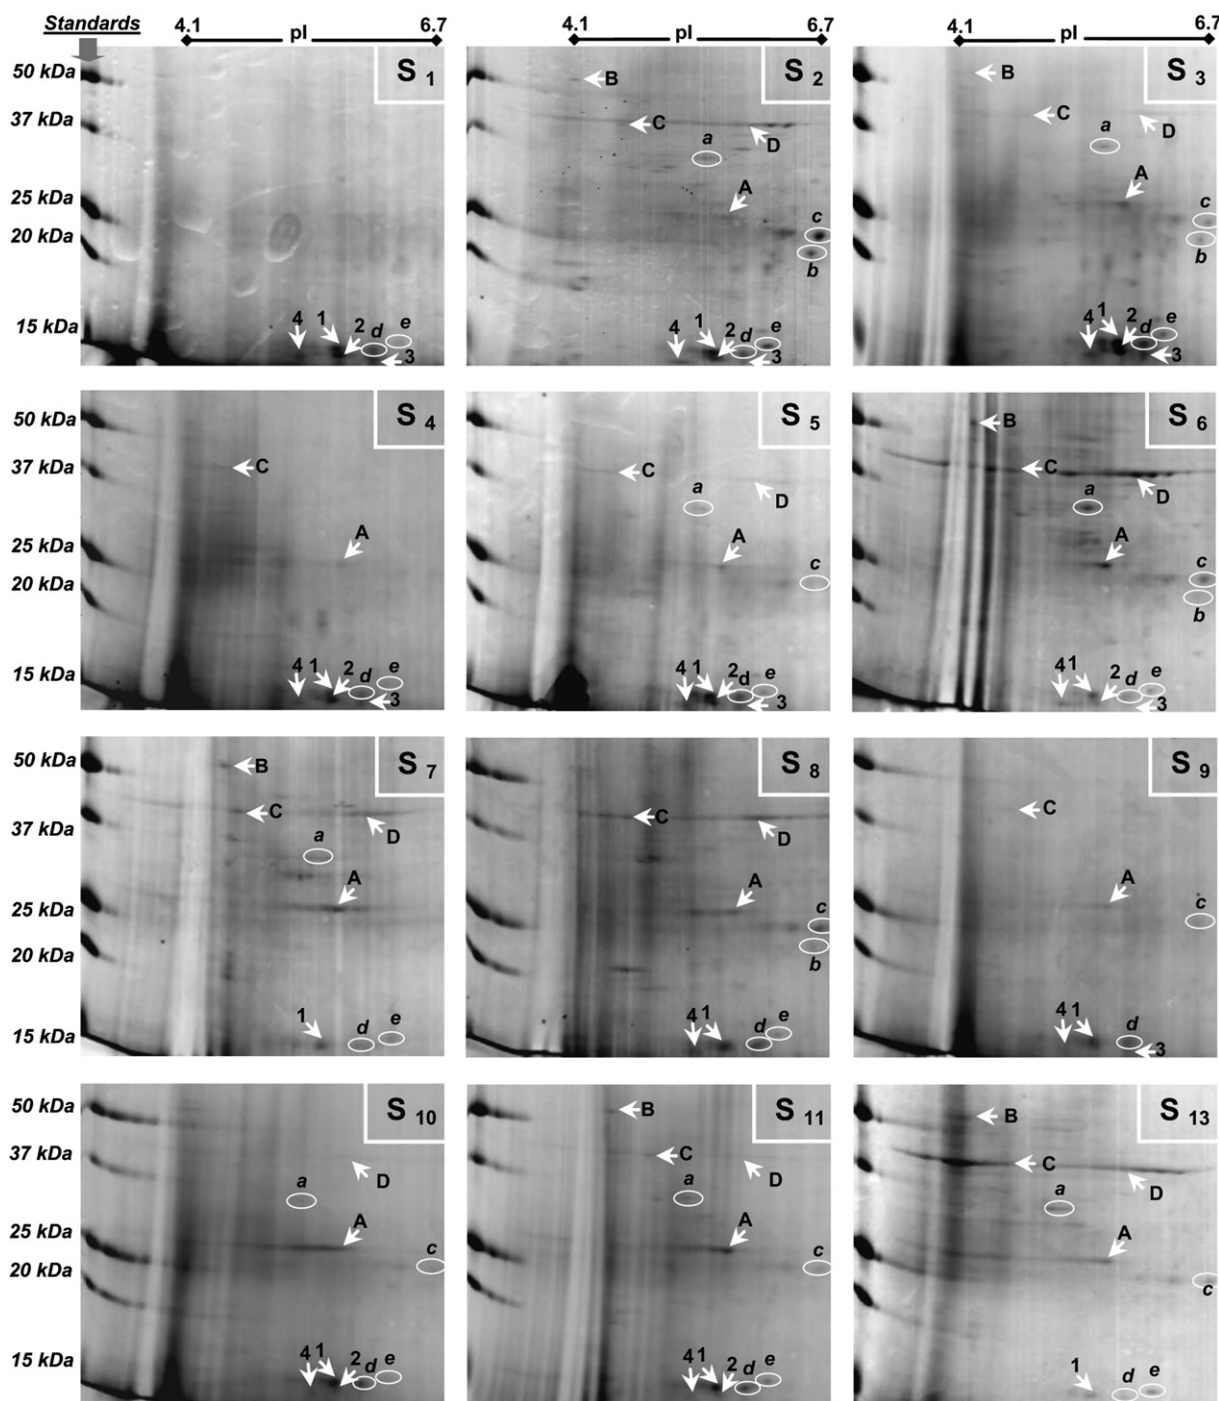 Standards
4.1 pI 6.7
4.1 pI 6.7
4.1 pI 6.7
50 kDa
37 kDa
25 kDa
20 kDa
15 kDa
S 1
4 1 2 d e 3
S 2
B
C
D
a
A
c
b
4 1 2 d e 3
S 3
B
C
D
a
A
c
b
4 1 2 d e 3
50 kDa
37 kDa
25 kDa
20 kDa
15 kDa
S 4
C
A
4 1 2 d e 3
S 5
C
a
D
A
c
4 1 2 d e 3
S 6
B
C
D
a
A
c
b
4 1 2 d e 3
50 kDa
37 kDa
25 kDa
20 kDa
15 kDa
S 7
B
C
D
a
A
1 d e
S 8
C
D
A
c
b
4 1 d e
S 9
C
A
c
4 1 d 3
50 kDa
37 kDa
25 kDa
20 kDa
15 kDa
S 10
D
a
A
c
4 1 2 d e
S 11
B
C
D
a
A
c
4 1 2 d e
S 13
B
C
D
a
A
c
1 d e